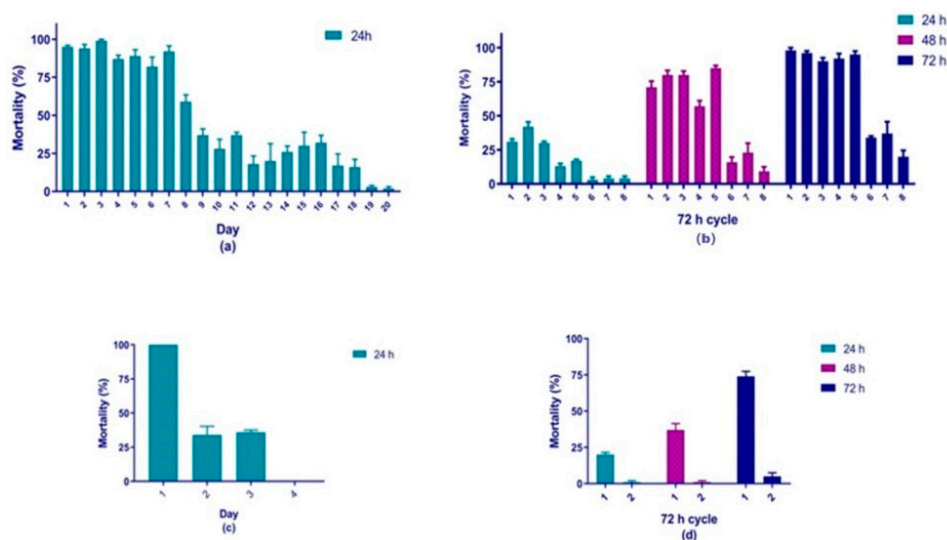 24h
100
75
50
25
0
Mortality (%)
1 2 3 4 5 6 7 8 9 10 11 12 13 14 15 16 17 18 19 20
Day
(a)
24 h
48 h
72 h
100
75
50
25
0
Mortality (%)
1 2 3 4 5 6 7 8 1 2 3 4 5 6 7 8 1 2 3 4 5 6 7 8
72 h cycle
(b)
24 h
100
75
50
25
0
Mortality (%)
1 2 3 4
Day
(c)
24 h
48 h
72 h
100
75
50
25
0
Mortality (%)
1 2 1 2 1 2
72 h cycle
(d)